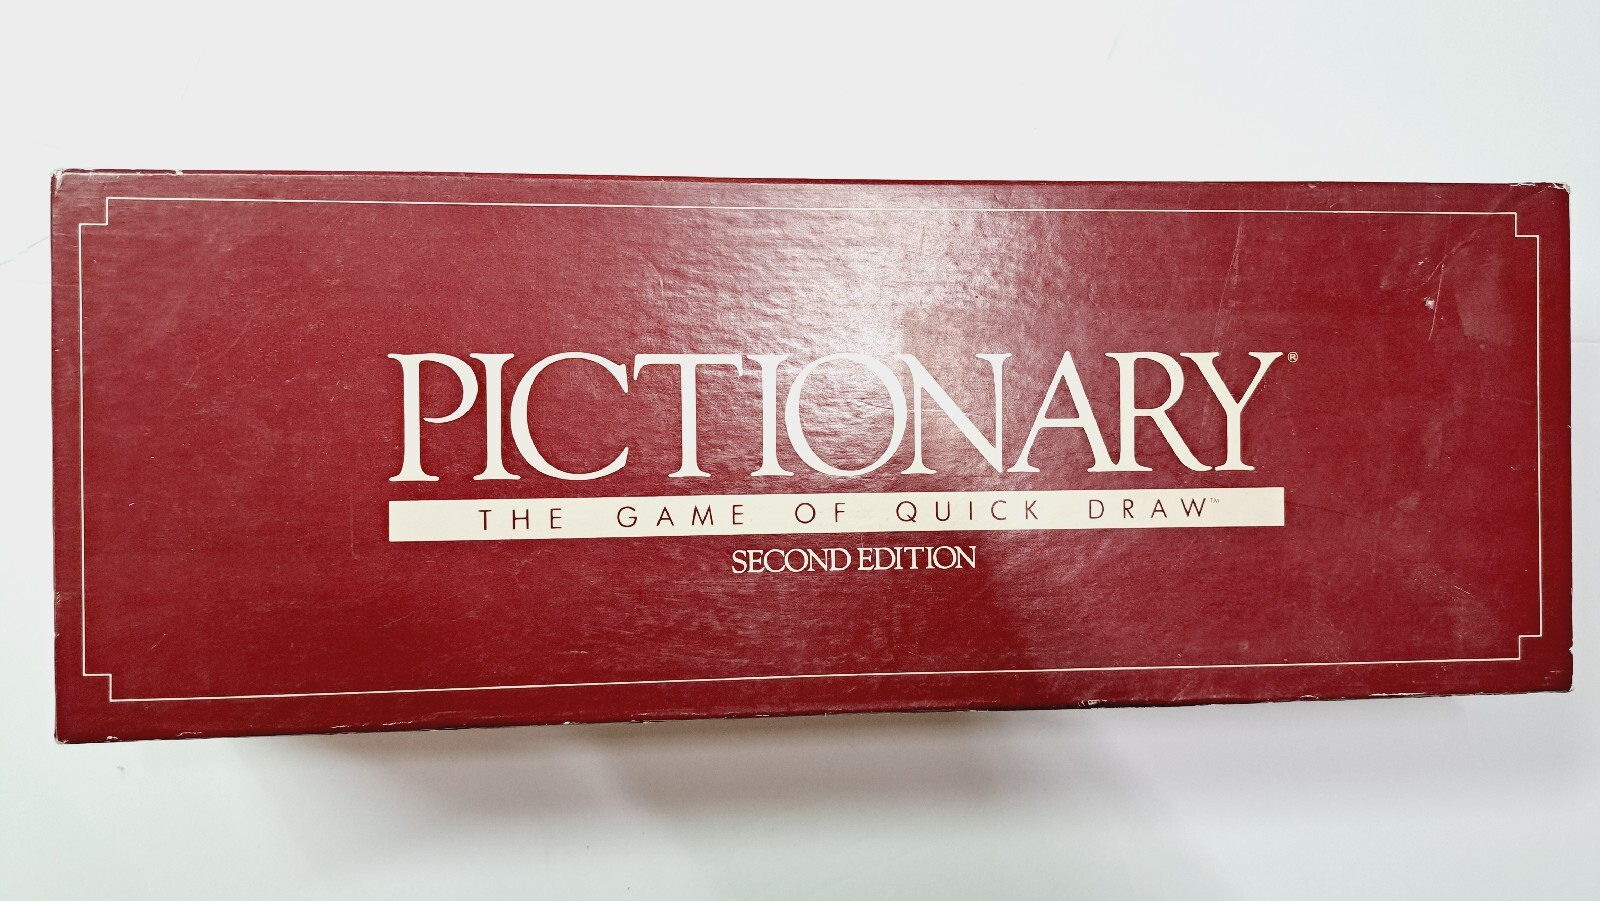 PICTIONARY®
THE GAME OF QUICK DRAW™
SECOND EDITION